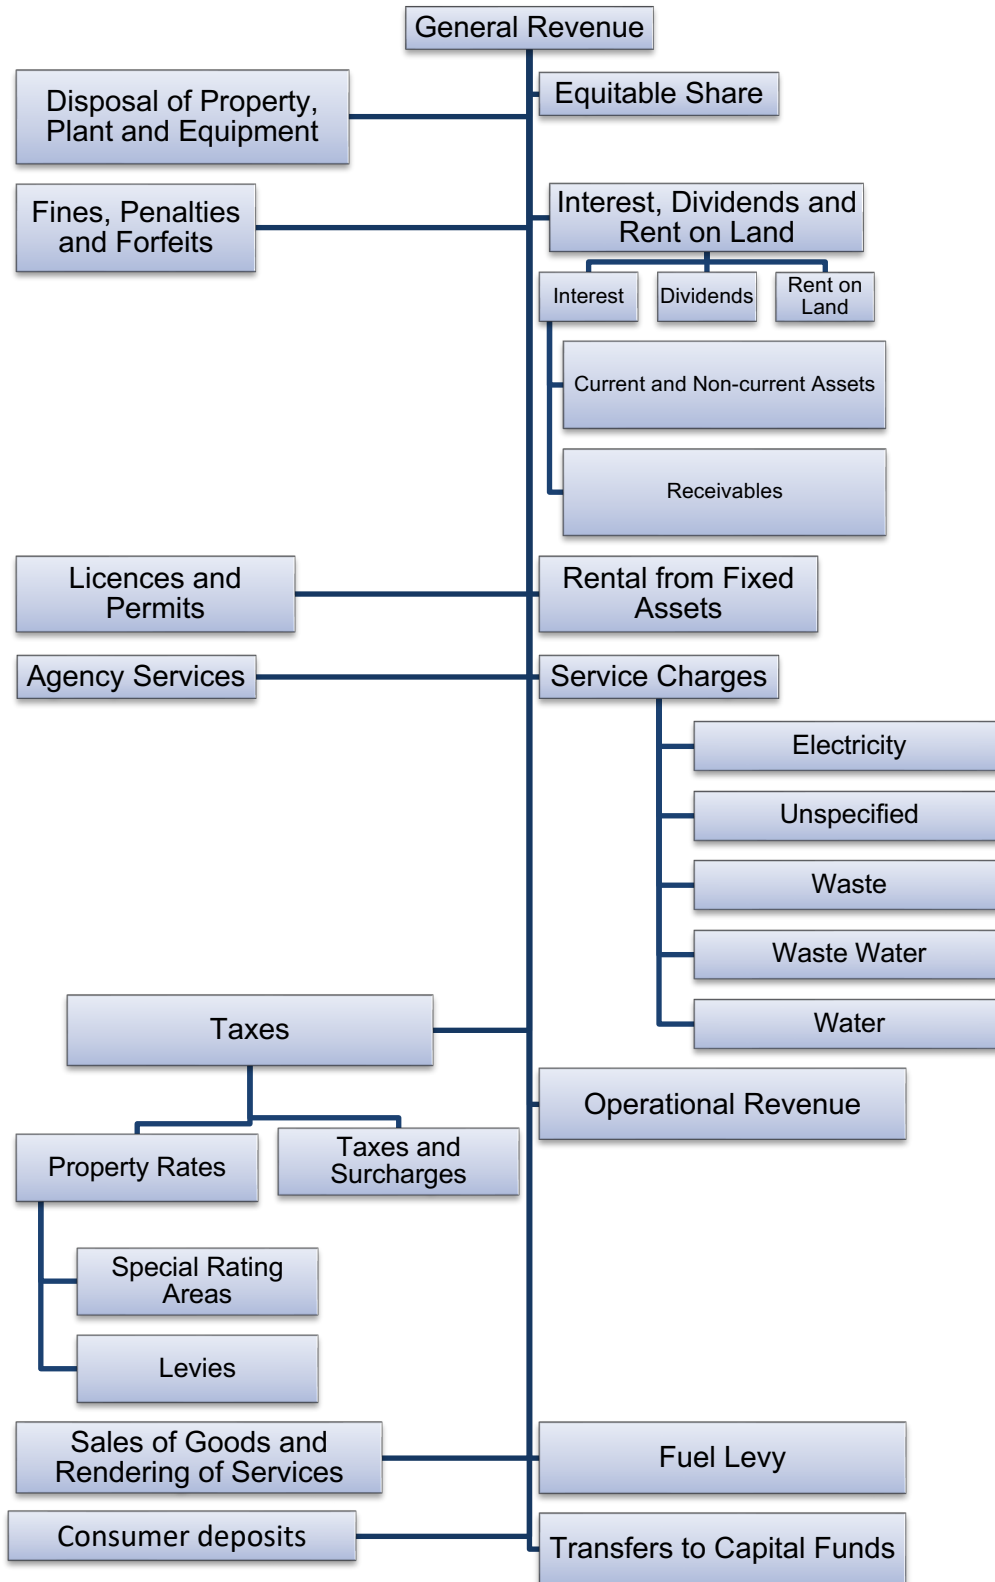 General Revenue
Disposal of Property,
Plant and Equipment
Equitable Share
Fines, Penalties
and Forfeits
Interest, Dividends and
Rent on Land
Interest
Dividends
Rent on
Land
Current and Non-current Assets
Receivables
Licences and
Permits
Rental from Fixed
Assets
Agency Services
Service Charges
Electricity
Unspecified
Waste
Waste Water
Water
Taxes
Operational Revenue
Property Rates
Taxes and
Surcharges
Special Rating
Areas
Levies
Sales of Goods and
Rendering of Services
Fuel Levy
Consumer deposits
Transfers to Capital Funds